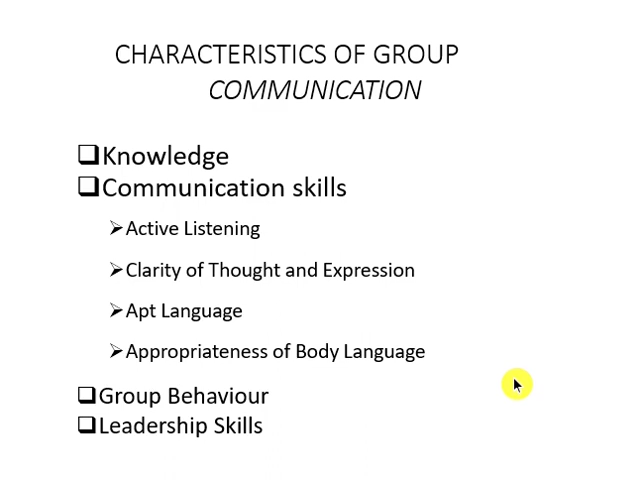 CHARACTERISTICS OF GROUP
COMMUNICATION
Knowledge
Communication skills
Active Listening
Clarity of Thought and Expression
Apt Language
Appropriateness of Body Language
Group Behaviour
Leadership Skills